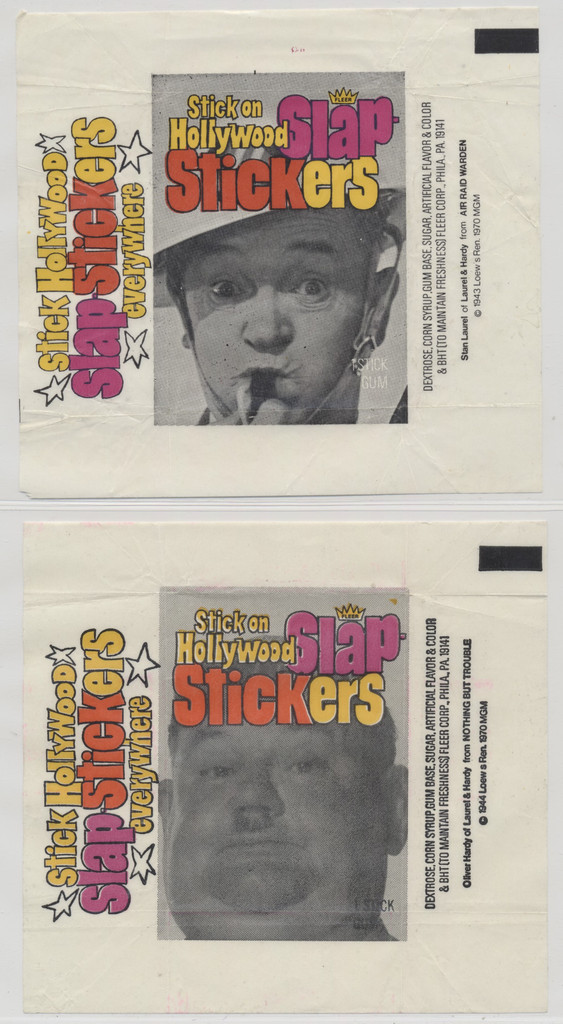 Stick Hollywood
Slap-Stickers
everywhere
Stick on
Hollywood
FLEER
Slap-
Stickers
1 STICK
GUM
DEXTROSE, CORN SYRUP, GUM BASE, SUGAR, ARTIFICIAL FLAVOR & COLOR
& BHT (TO MAINTAIN FRESHNESS) FLEER CORP., PHILA., PA. 19141
Stan Laurel of Laurel & Hardy from AIR RAID WARDEN
© 1943 Loew's Ren. 1970 MGM
Stick Hollywood
Slap-Stickers
everywhere
Stick on
Hollywood
FLEER
Slap-
Stickers
1 STICK
DEXTROSE, CORN SYRUP, GUM BASE, SUGAR, ARTIFICIAL FLAVOR & COLOR
& BHT (TO MAINTAIN FRESHNESS) FLEER CORP., PHILA., PA. 19141
Oliver Hardy of Laurel & Hardy from NOTHING BUT TROUBLE
© 1944 Loew's Ren. 1970 MGM